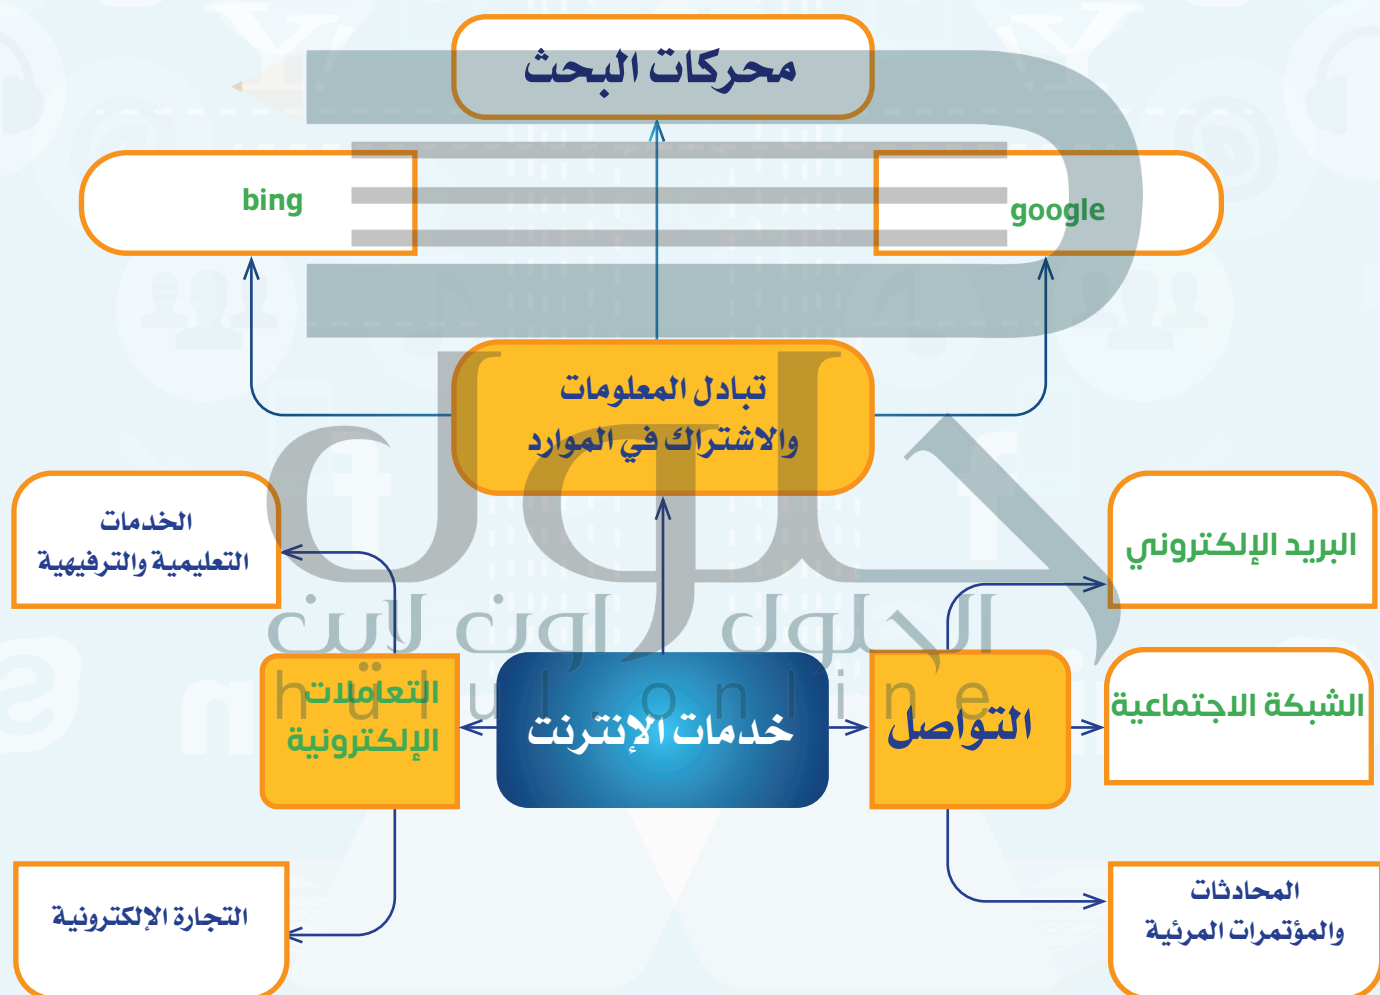 محركات البحث
google
bing
تبادل المعلومات
والاشتراك في الموارد
البريد الإلكتروني
الخدمات
التعليمية والترفيهية
حلول
الحلول اون لاين
hulul.online
الشبكة الاجتماعية
التواصل
خدمات الإنترنت
التعاملات
الإلكترونية
المحادثات
والمؤتمرات المرئية
التجارة الإلكترونية